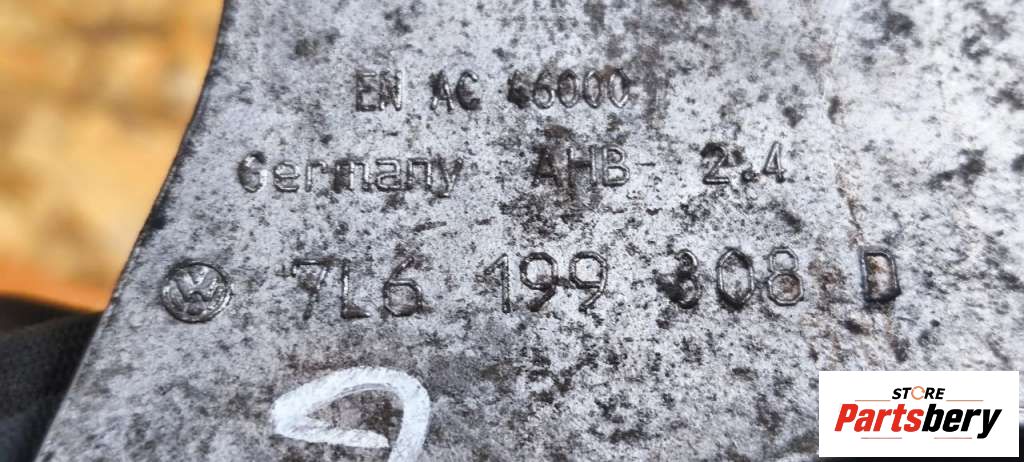 EN AC 46000
Germany AHB 2.4
7L6 199 308 D
STORE
Partsbery